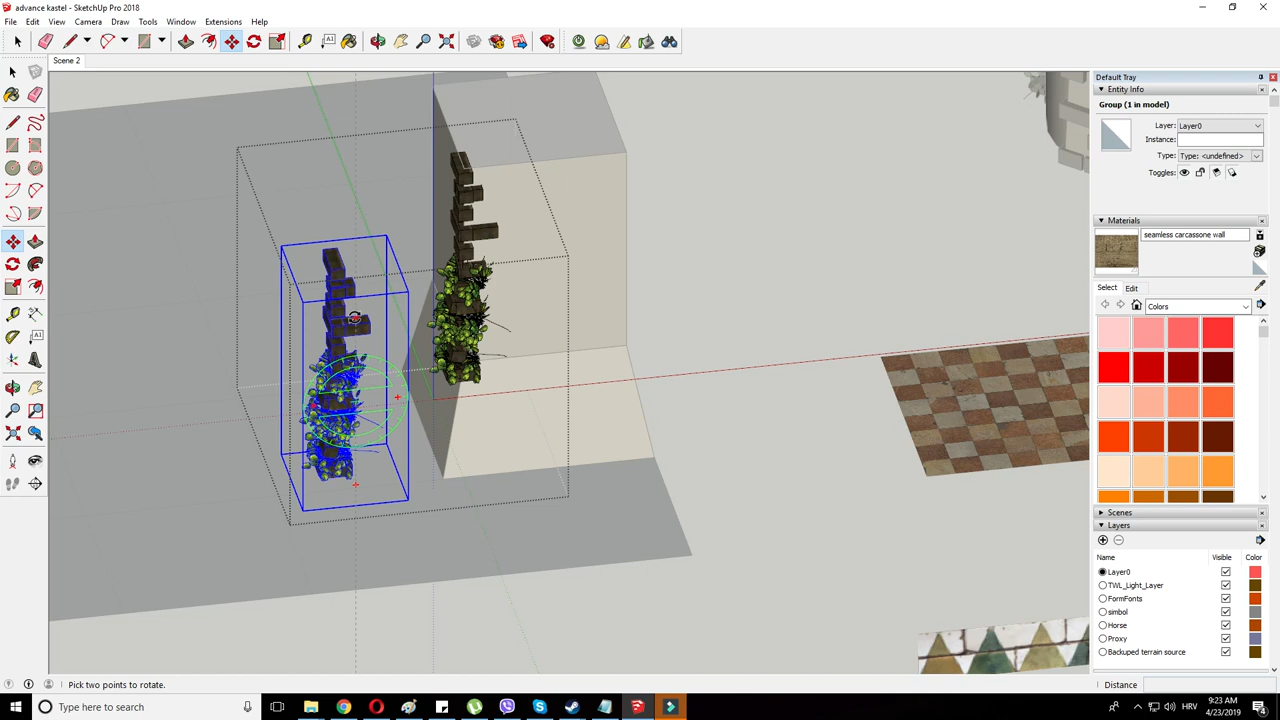 advance kastel - SketchUp Pro 2018
File Edit View Camera Draw Tools Window Extensions Help
Scene 2
Default Tray
Entity Info
Group (1 in model)
Layer: Layer0
Instance:
Type: Type: <undefined>
Toggles:
Materials
seamless carcassone wall
Select Edit
Colors
Scenes
Layers
Name Visible Color
Layer0
TWL_Light_Layer
FormFonts
simbol
Horse
Proxy
Backuped terrain source
Pick two points to rotate.
Distance
Type here to search
HRV
9:23 AM
4/23/2019